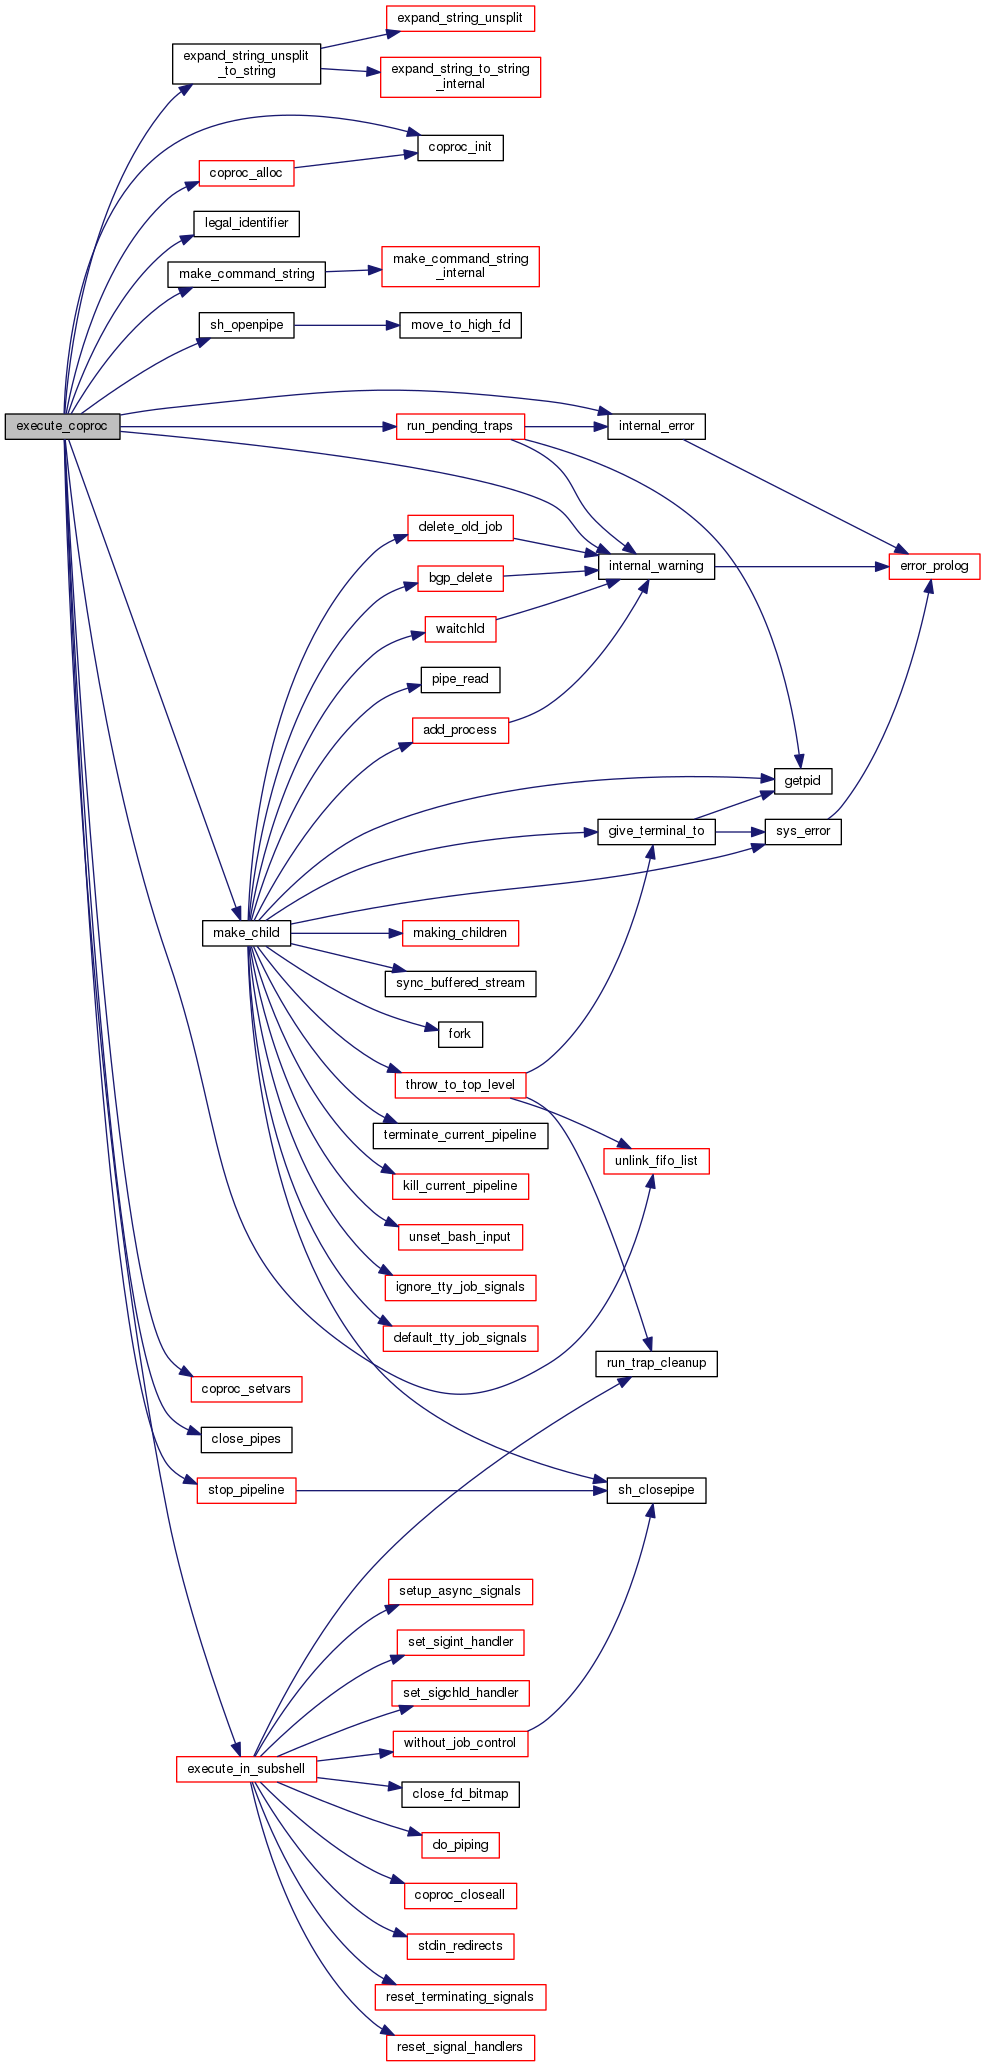 expand_string_unsplit
expand_string_unsplit
_to_string
expand_string_to_string
_internal
coproc_init
coproc_alloc
legal_identifier
make_command_string
make_command_string
_internal
sh_openpipe
move_to_high_fd
execute_coproc
run_pending_traps
internal_error
delete_old_job
internal_warning
error_prolog
bgp_delete
waitchld
pipe_read
add_process
getpid
give_terminal_to
sys_error
make_child
making_children
sync_buffered_stream
fork
throw_to_top_level
terminate_current_pipeline
unlink_fifo_list
kill_current_pipeline
unset_bash_input
ignore_tty_job_signals
default_tty_job_signals
run_trap_cleanup
coproc_setvars
close_pipes
stop_pipeline
sh_closepipe
setup_async_signals
set_sigint_handler
set_sigchld_handler
without_job_control
execute_in_subshell
close_fd_bitmap
do_piping
coproc_closeall
stdin_redirects
reset_terminating_signals
reset_signal_handlers